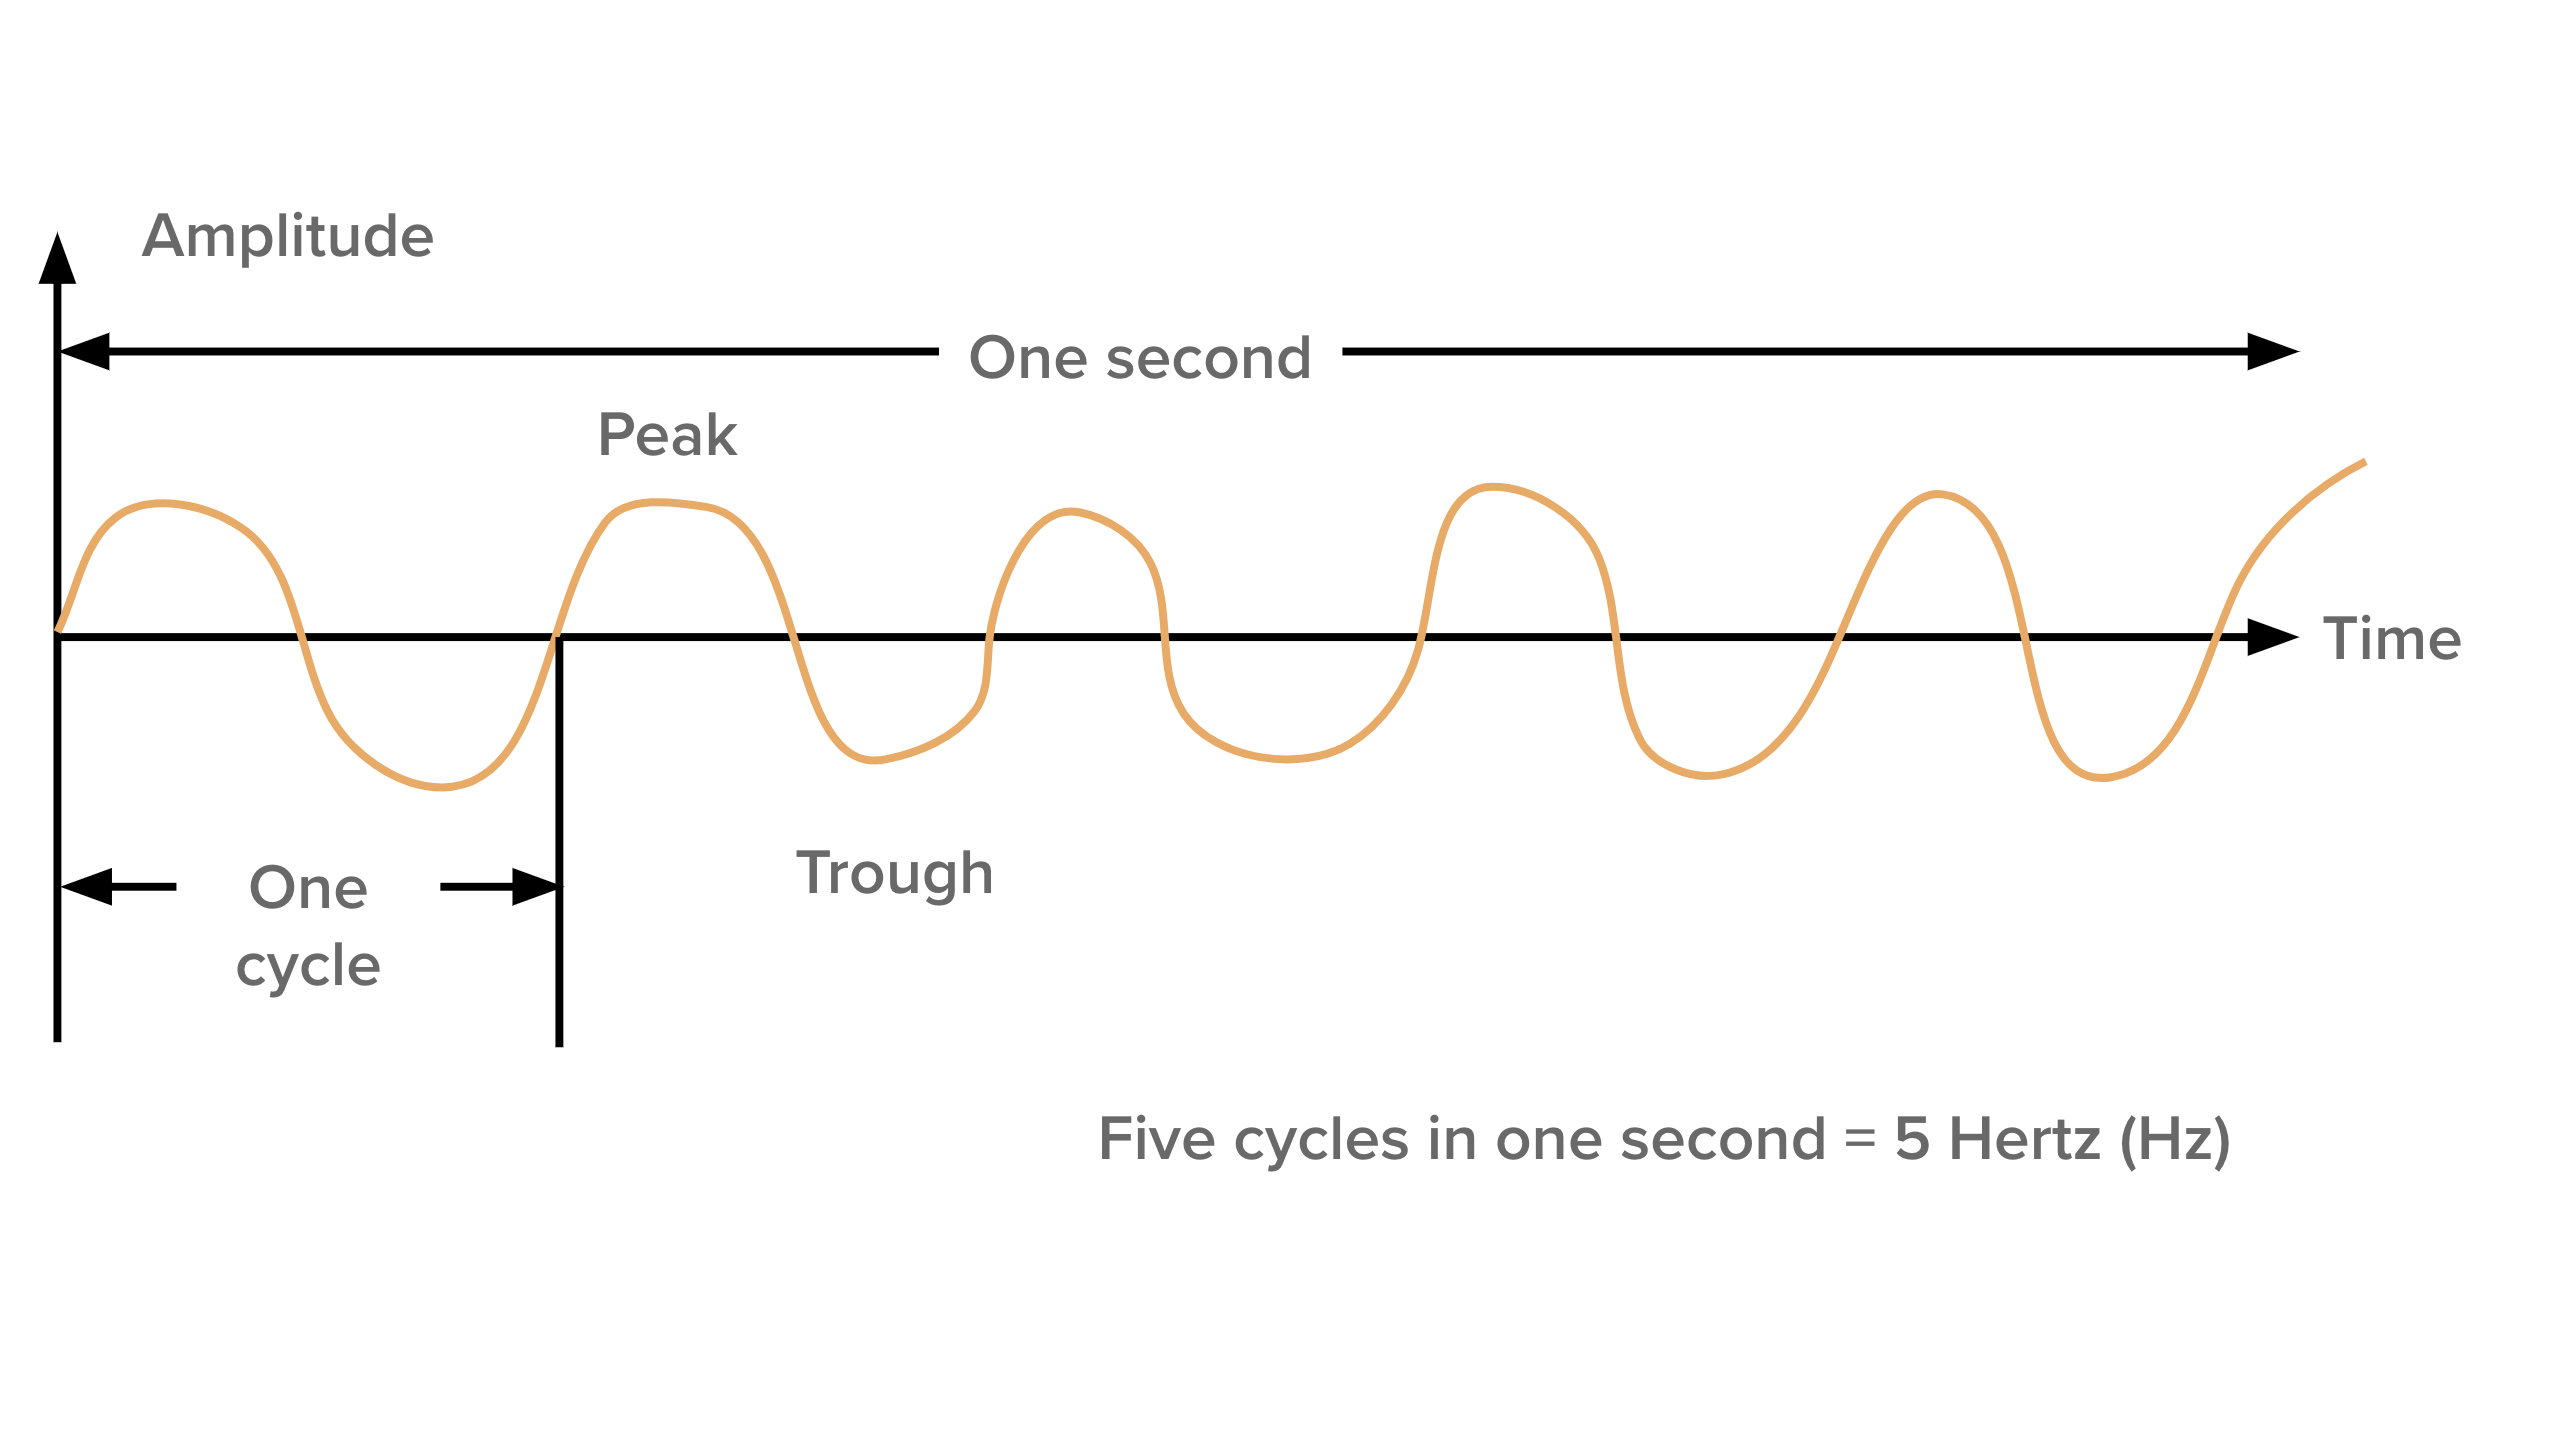 Amplitude
One second
Peak
Time
Trough
One
cycle
Five cycles in one second = 5 Hertz (Hz)